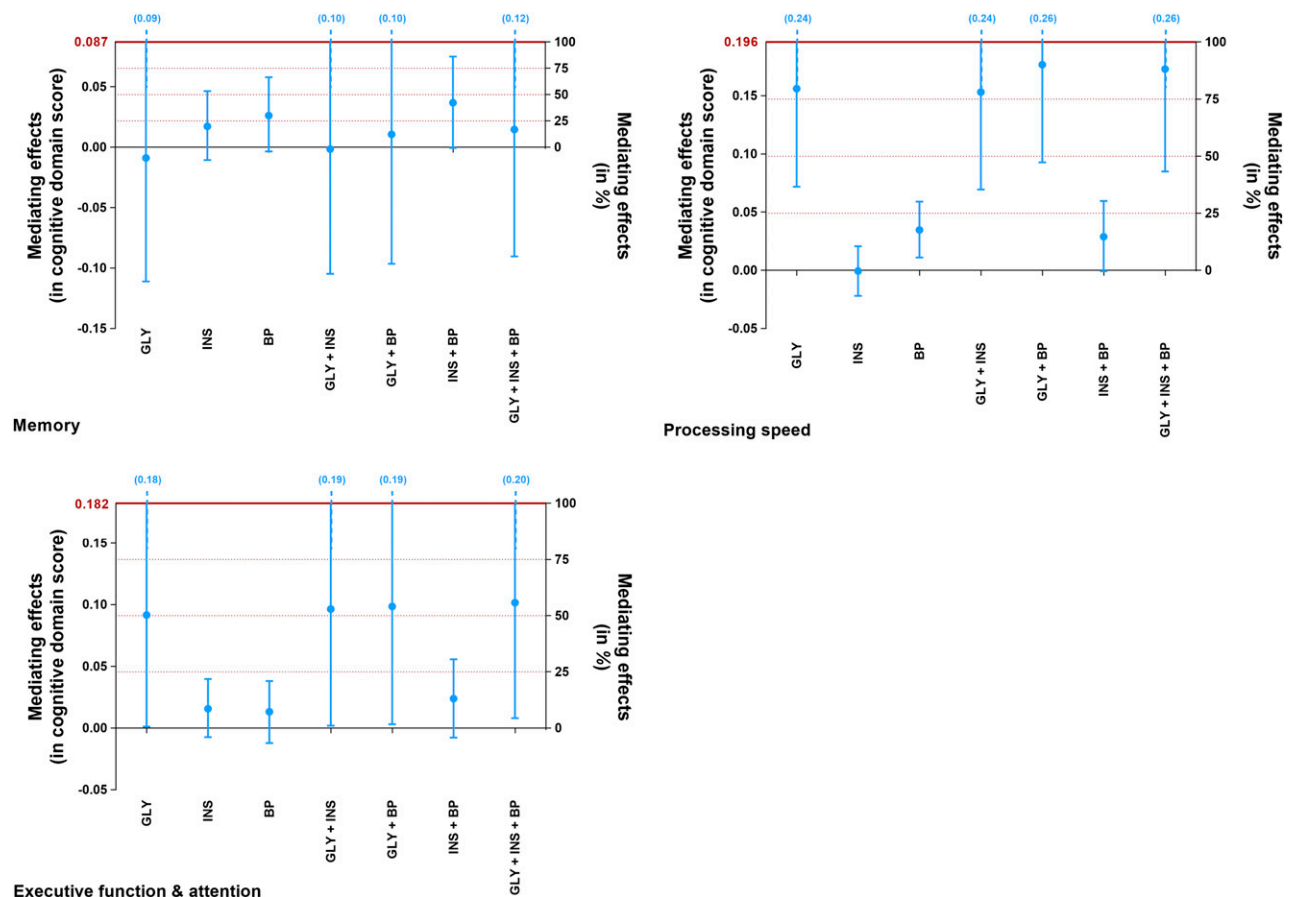 (0.09) (0.10) (0.10) (0.12)
0.087
0.05
0.00
-0.05
-0.10
-0.15
100
75
50
25
0
Mediating effects
(in cognitive domain score)
Mediating effects
(in %)
GLY
INS
BP
GLY + INS
GLY + BP
INS + BP
GLY + INS + BP
Memory
(0.24) (0.24) (0.26) (0.26)
0.196
0.15
0.10
0.05
0.00
-0.05
100
75
50
25
0
Mediating effects
(in cognitive domain score)
Mediating effects
(in %)
GLY
INS
BP
GLY + INS
GLY + BP
INS + BP
GLY + INS + BP
Processing speed
(0.18) (0.19) (0.19) (0.20)
0.182
0.15
0.10
0.05
0.00
-0.05
100
75
50
25
0
Mediating effects
(in cognitive domain score)
Mediating effects
(in %)
GLY
INS
BP
GLY + INS
GLY + BP
INS + BP
GLY + INS + BP
Executive function & attention